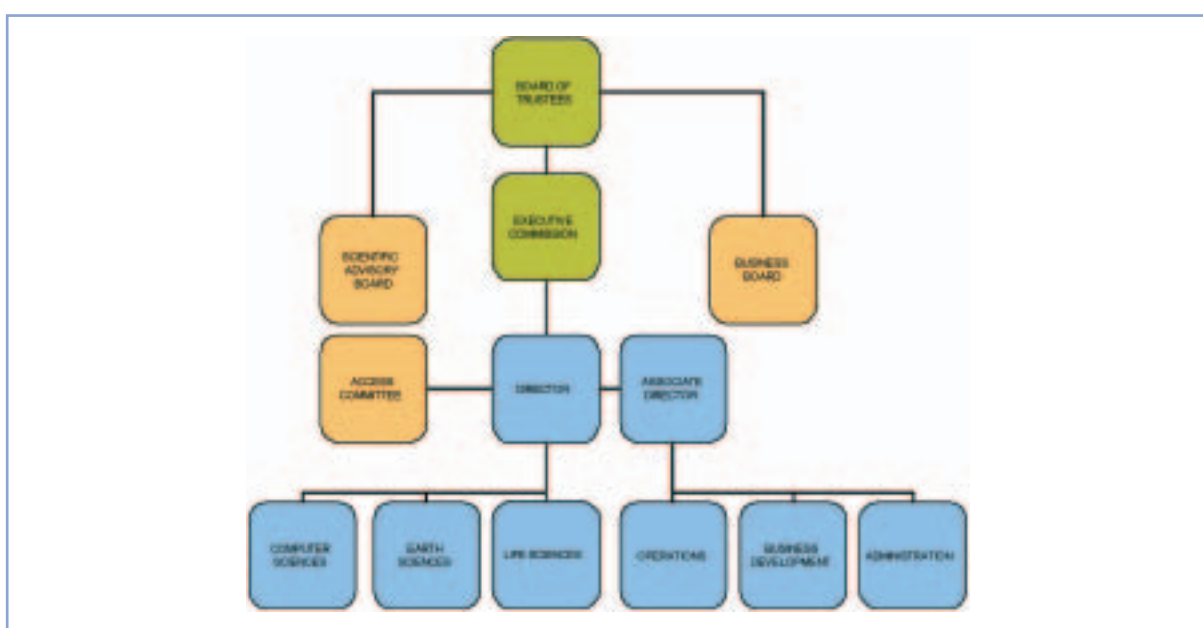 BOARD OF
TRUSTEES
EXECUTIVE
COMMISSION
SCIENTIFIC
ADVISORY
BOARD
BUSINESS
BOARD
ACCESS
COMMITTEE
DIRECTOR
ASSOCIATE
DIRECTOR
COMPUTER
SCIENCES
EARTH
SCIENCES
LIFE SCIENCES
OPERATIONS
BUSINESS
DEVELOPMENT
ADMINISTRATION